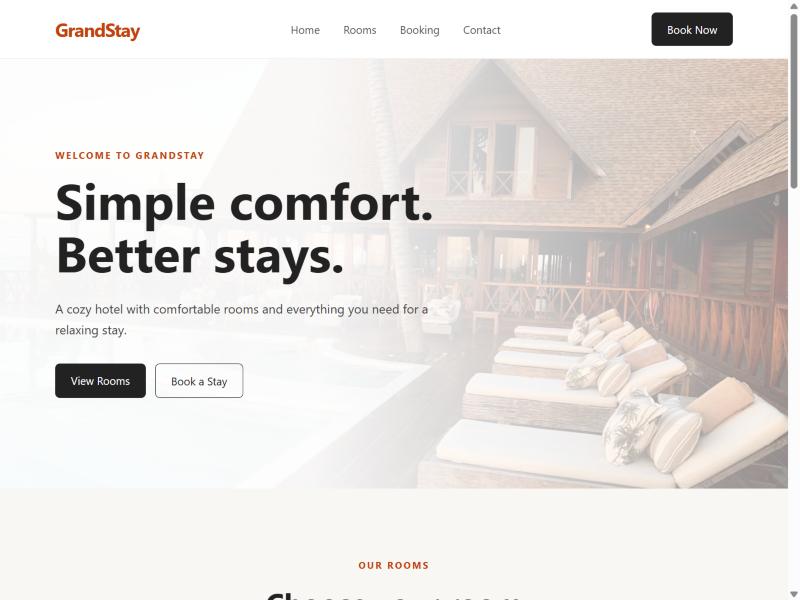 GrandStay
Home
Rooms
Booking
Contact
Book Now
WELCOME TO GRANDSTAY
Simple comfort.
Better stays.
A cozy hotel with comfortable rooms and everything you need for a
relaxing stay.
View Rooms
Book a Stay
OUR ROOMS